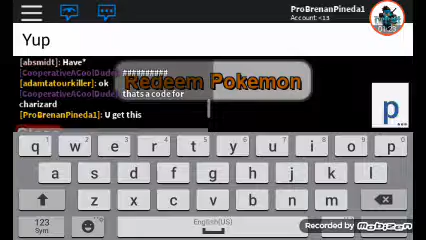 ProBrenanPineda1
Account: <13
Yup
[absmidt]: Have*
[CooperativeACoolDude]: ##########
[adamtatourkiller]: ok
[CooperativeACoolDude]:
thats a code for
charizard
[ProBrenanPineda1]: U get this
Redeem Pokemon
p
...
q w e r t y u i o p
a s d f g h j k l
z x c v b n m
123
Sym
English(US)
Recorded by Mobizen